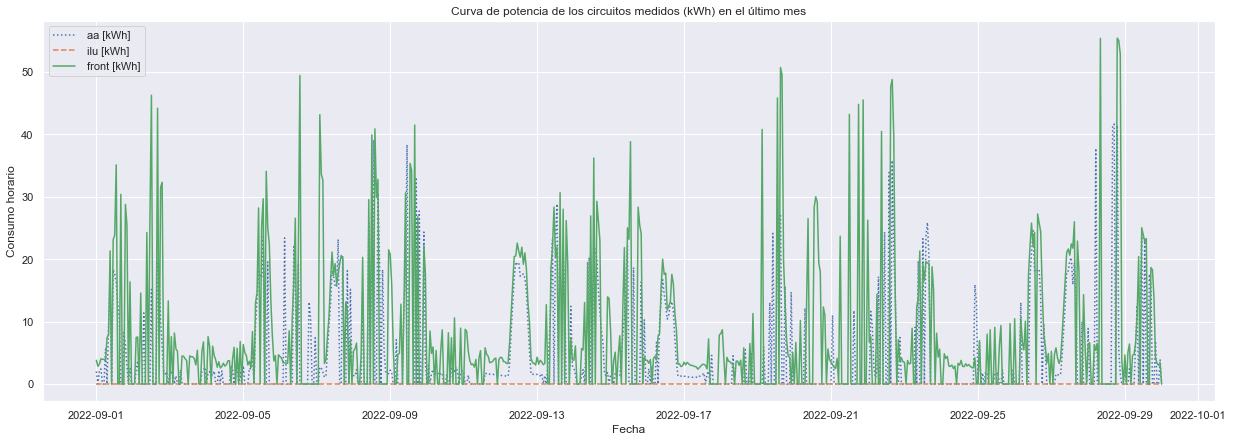 Curva de potencia de los circuitos medidos (kWh) en el último mes
aa [kWh]
ilu [kWh]
front [kWh]
Consumo horario
50
40
30
20
10
0
2022-09-01 2022-09-05 2022-09-09 2022-09-13 2022-09-17 2022-09-21 2022-09-25 2022-09-29 2022-10-01
Fecha